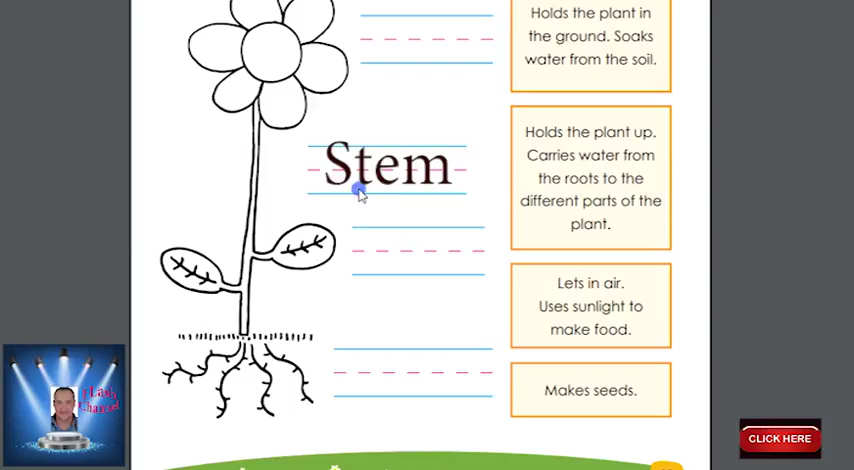 Holds the plant in
the ground. Soaks
water from the soil.
Stem
Holds the plant up.
Carries water from
the roots to the
different parts of the
plant.
Lets in air.
Uses sunlight to
make food.
Makes seeds.
Channel
CLICK HERE